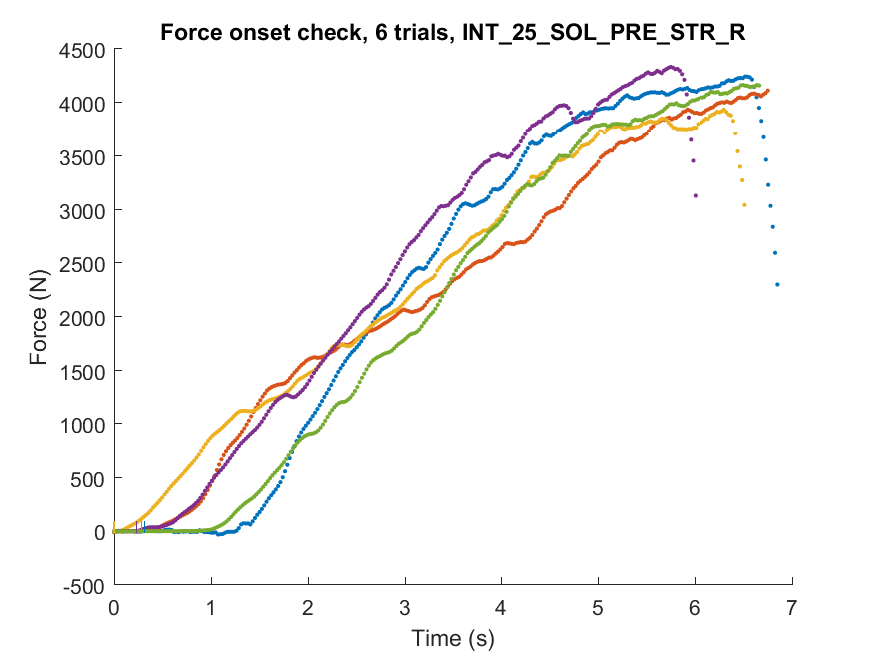 Force onset check, 6 trials, INT_25_SOL_PRE_STR_R
4500
4000
3500
3000
2500
2000
1500
1000
500
0
-500
Force (N)
0 1 2 3 4 5 6 7
Time (s)